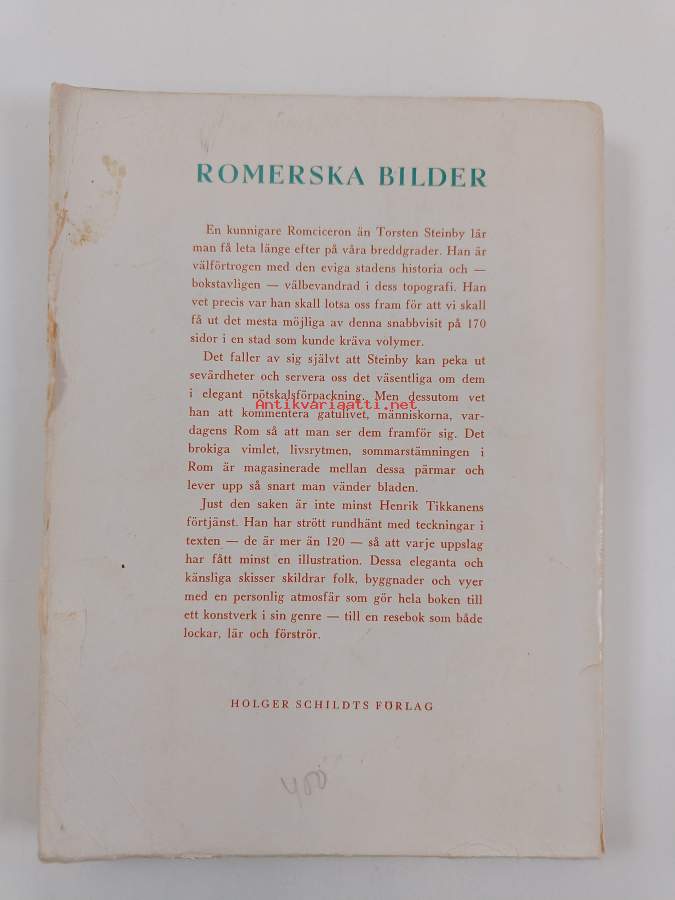 ROMERSKA BILDER
En kunnigare Romciceron än Torsten Steinby lär
man få leta länge efter på våra breddgrader. Han är
välförtrogen med den eviga stadens historia och —
bokstavligen — välbevandrad i dess topografi. Han
vet precis var han skall lotsa oss fram för att vi skall
få ut det mesta möjliga av denna snabbvisit på 170
sidor i en stad som kunde kräva volymer.
Det faller av sig självt att Steinby kan peka ut
sevärdheter och servera oss det väsentliga om dem
i elegant nötskalsförpackning. Men dessutom vet
Antikvariaatti.net
han att kommentera gatulivet, människorna, var-
dagens Rom så att man ser dem framför sig. Det
brokiga vimlet, livsrytmen, sommarstämningen i
Rom är magasinerade mellan dessa pärmar och
lever upp så snart man vänder bladen.
Just den saken är inte minst Henrik Tikkanens
förtjänst. Han har strött rundhänt med teckningar i
texten — de är mer än 120 — så att varje uppslag
har fått minst en illustration. Dessa eleganta och
känsliga skisser skildrar folk, byggnader och vyer
med en personlig atmosfär som gör hela boken till
ett konstverk i sin genre — till en resebok som både
lockar, lär och förströr.
HOLGER SCHILDTS FÖRLAG
400